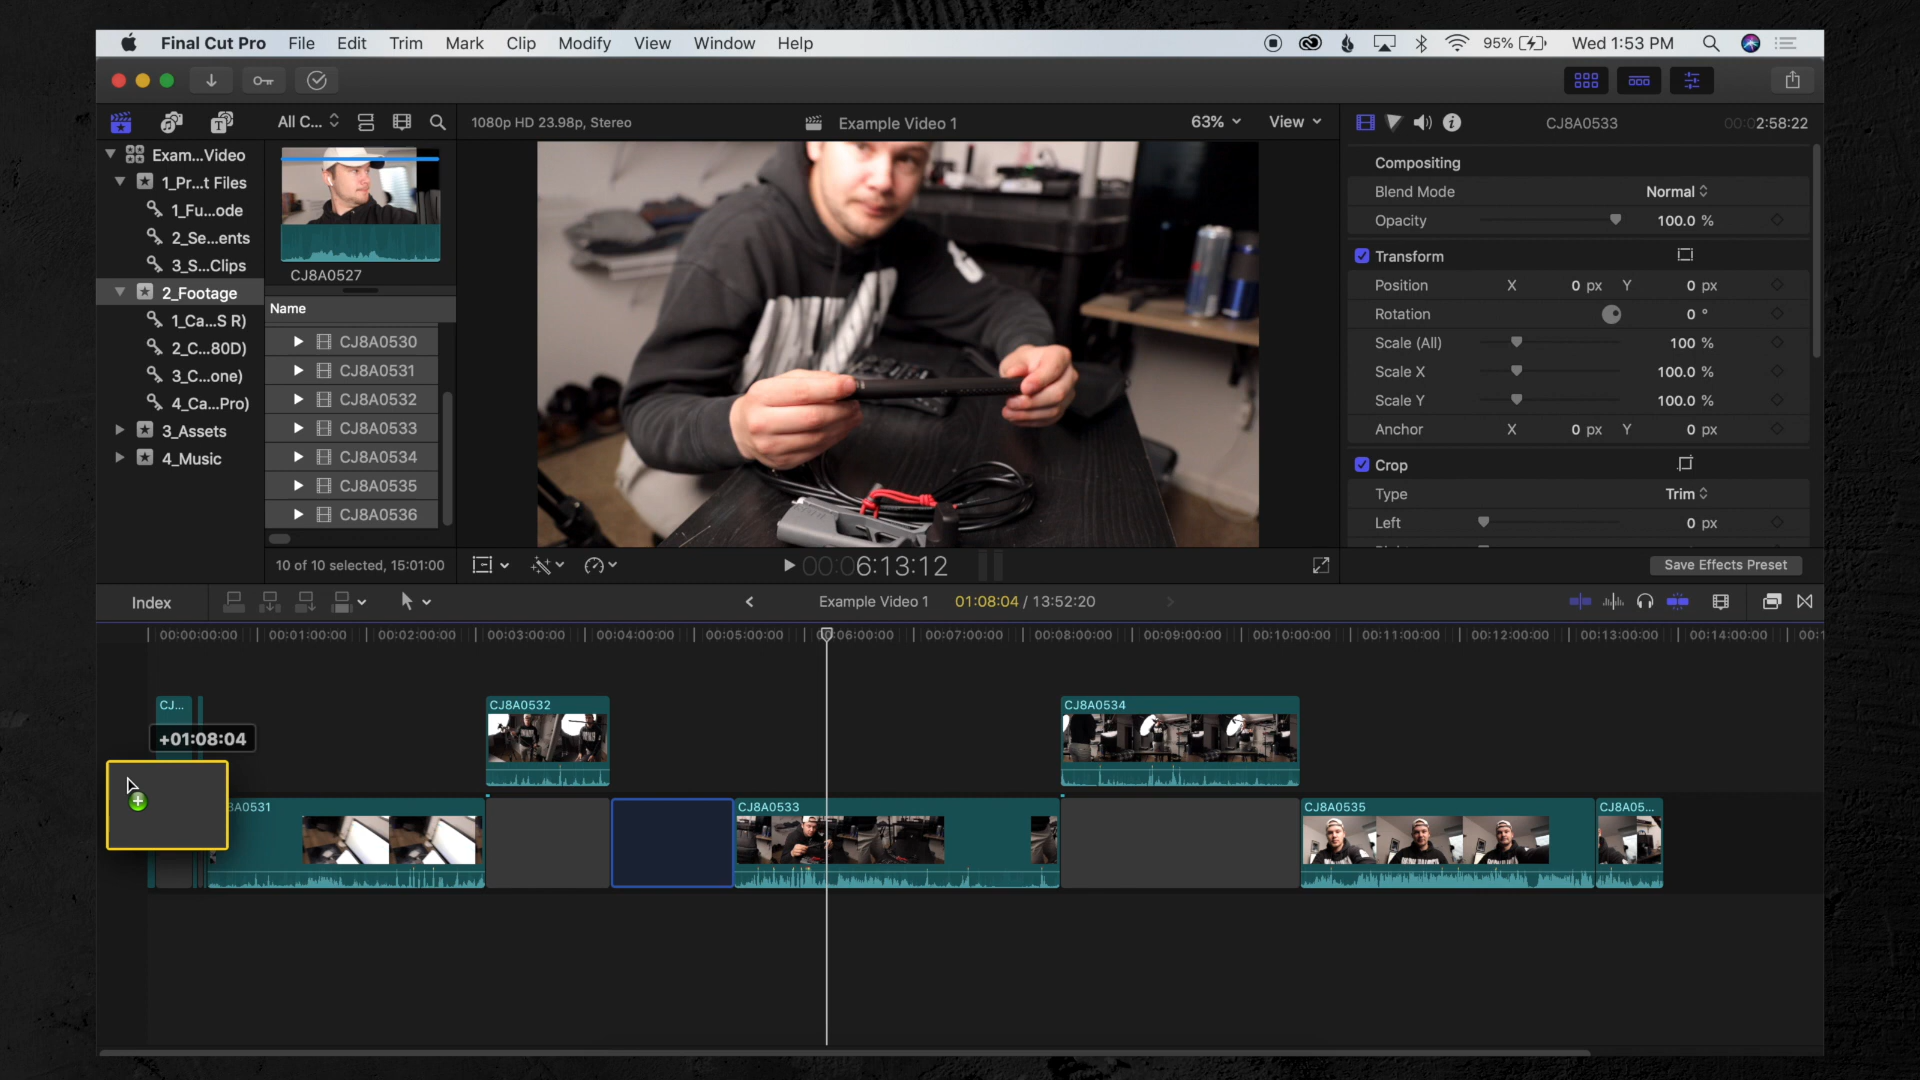 Final Cut Pro File Edit Trim Mark Clip Modify View Window Help 95% Wed 1:53 PM
All C... 1080p HD 23.98p, Stereo Example Video 1 63% View CJ8A0533 00:02:58:22
Exam...Video
1_Pr...t Files
1_Fu...ode
2_Se...ents
3_S...Clips
2_Footage
1_Ca...S R)
2_C...80D)
3_C...one)
4_Ca...Pro)
3_Assets
4_Music
CJ8A0527
Name
CJ8A0530
CJ8A0531
CJ8A0532
CJ8A0533
CJ8A0534
CJ8A0535
CJ8A0536
10 of 10 selected, 15:01:00
00:06:13:12
Compositing
Blend Mode Normal
Opacity 100.0 %
Transform
Position X 0 px Y 0 px
Rotation 0 °
Scale (All) 100 %
Scale X 100.0 %
Scale Y 100.0 %
Anchor X 0 px Y 0 px
Crop
Type Trim
Left 0 px
Save Effects Preset
Index Example Video 1 01:08:04 / 13:52:20
00:00:00:00 00:01:00:00 00:02:00:00 00:03:00:00 00:04:00:00 00:05:00:00 00:06:00:00 00:07:00:00 00:08:00:00 00:09:00:00 00:10:00:00 00:11:00:00 00:12:00:00 00:13:00:00 00:14:00:00 00:1
CJ... CJ8A0532 CJ8A0534
+01:08:04
8A0531 CJ8A0533 CJ8A0535 CJ8A05...